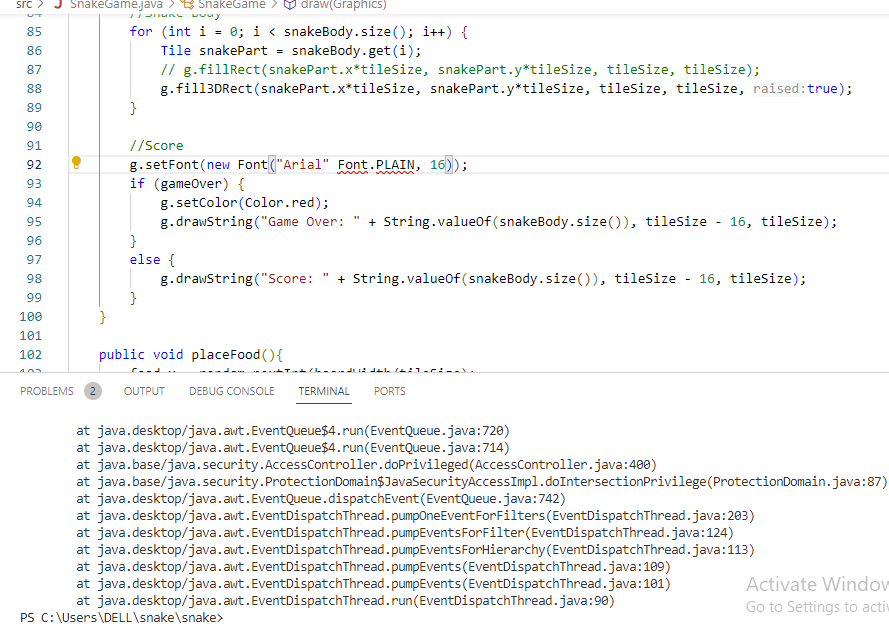 src > J SnakeGame.java > SnakeGame > draw(Graphics)
84 //Snake Body
85 for (int i = 0; i < snakeBody.size(); i++) {
86 Tile snakePart = snakeBody.get(i);
87 // g.fillRect(snakePart.x*tileSize, snakePart.y*tileSize, tileSize, tileSize);
88 g.fill3DRect(snakePart.x*tileSize, snakePart.y*tileSize, tileSize, tileSize, raised:true);
89 }
90
91 //Score
92 g.setFont(new Font("Arial" Font.PLAIN, 16));
93 if (gameOver) {
94 g.setColor(Color.red);
95 g.drawString("Game Over: " + String.valueOf(snakeBody.size()), tileSize - 16, tileSize);
96 }
97 else {
98 g.drawString("Score: " + String.valueOf(snakeBody.size()), tileSize - 16, tileSize);
99 }
100 }
101
102 public void placeFood(){
103 food.x = random.nextInt(boardWidth/tileSize);
PROBLEMS 2 OUTPUT DEBUG CONSOLE TERMINAL PORTS
at java.desktop/java.awt.EventQueue$4.run(EventQueue.java:720)
at java.desktop/java.awt.EventQueue$4.run(EventQueue.java:714)
at java.base/java.security.AccessController.doPrivileged(AccessController.java:400)
at java.base/java.security.ProtectionDomain$JavaSecurityAccessImpl.doIntersectionPrivilege(ProtectionDomain.java:87)
at java.desktop/java.awt.EventQueue.dispatchEvent(EventQueue.java:742)
at java.desktop/java.awt.EventDispatchThread.pumpOneEventForFilters(EventDispatchThread.java:203)
at java.desktop/java.awt.EventDispatchThread.pumpEventsForFilter(EventDispatchThread.java:124)
at java.desktop/java.awt.EventDispatchThread.pumpEventsForHierarchy(EventDispatchThread.java:113)
at java.desktop/java.awt.EventDispatchThread.pumpEvents(EventDispatchThread.java:109)
at java.desktop/java.awt.EventDispatchThread.pumpEvents(EventDispatchThread.java:101)
at java.desktop/java.awt.EventDispatchThread.run(EventDispatchThread.java:90)
Activate Window
Go to Settings to acti
PS C:\Users\DELL\snake\snake>